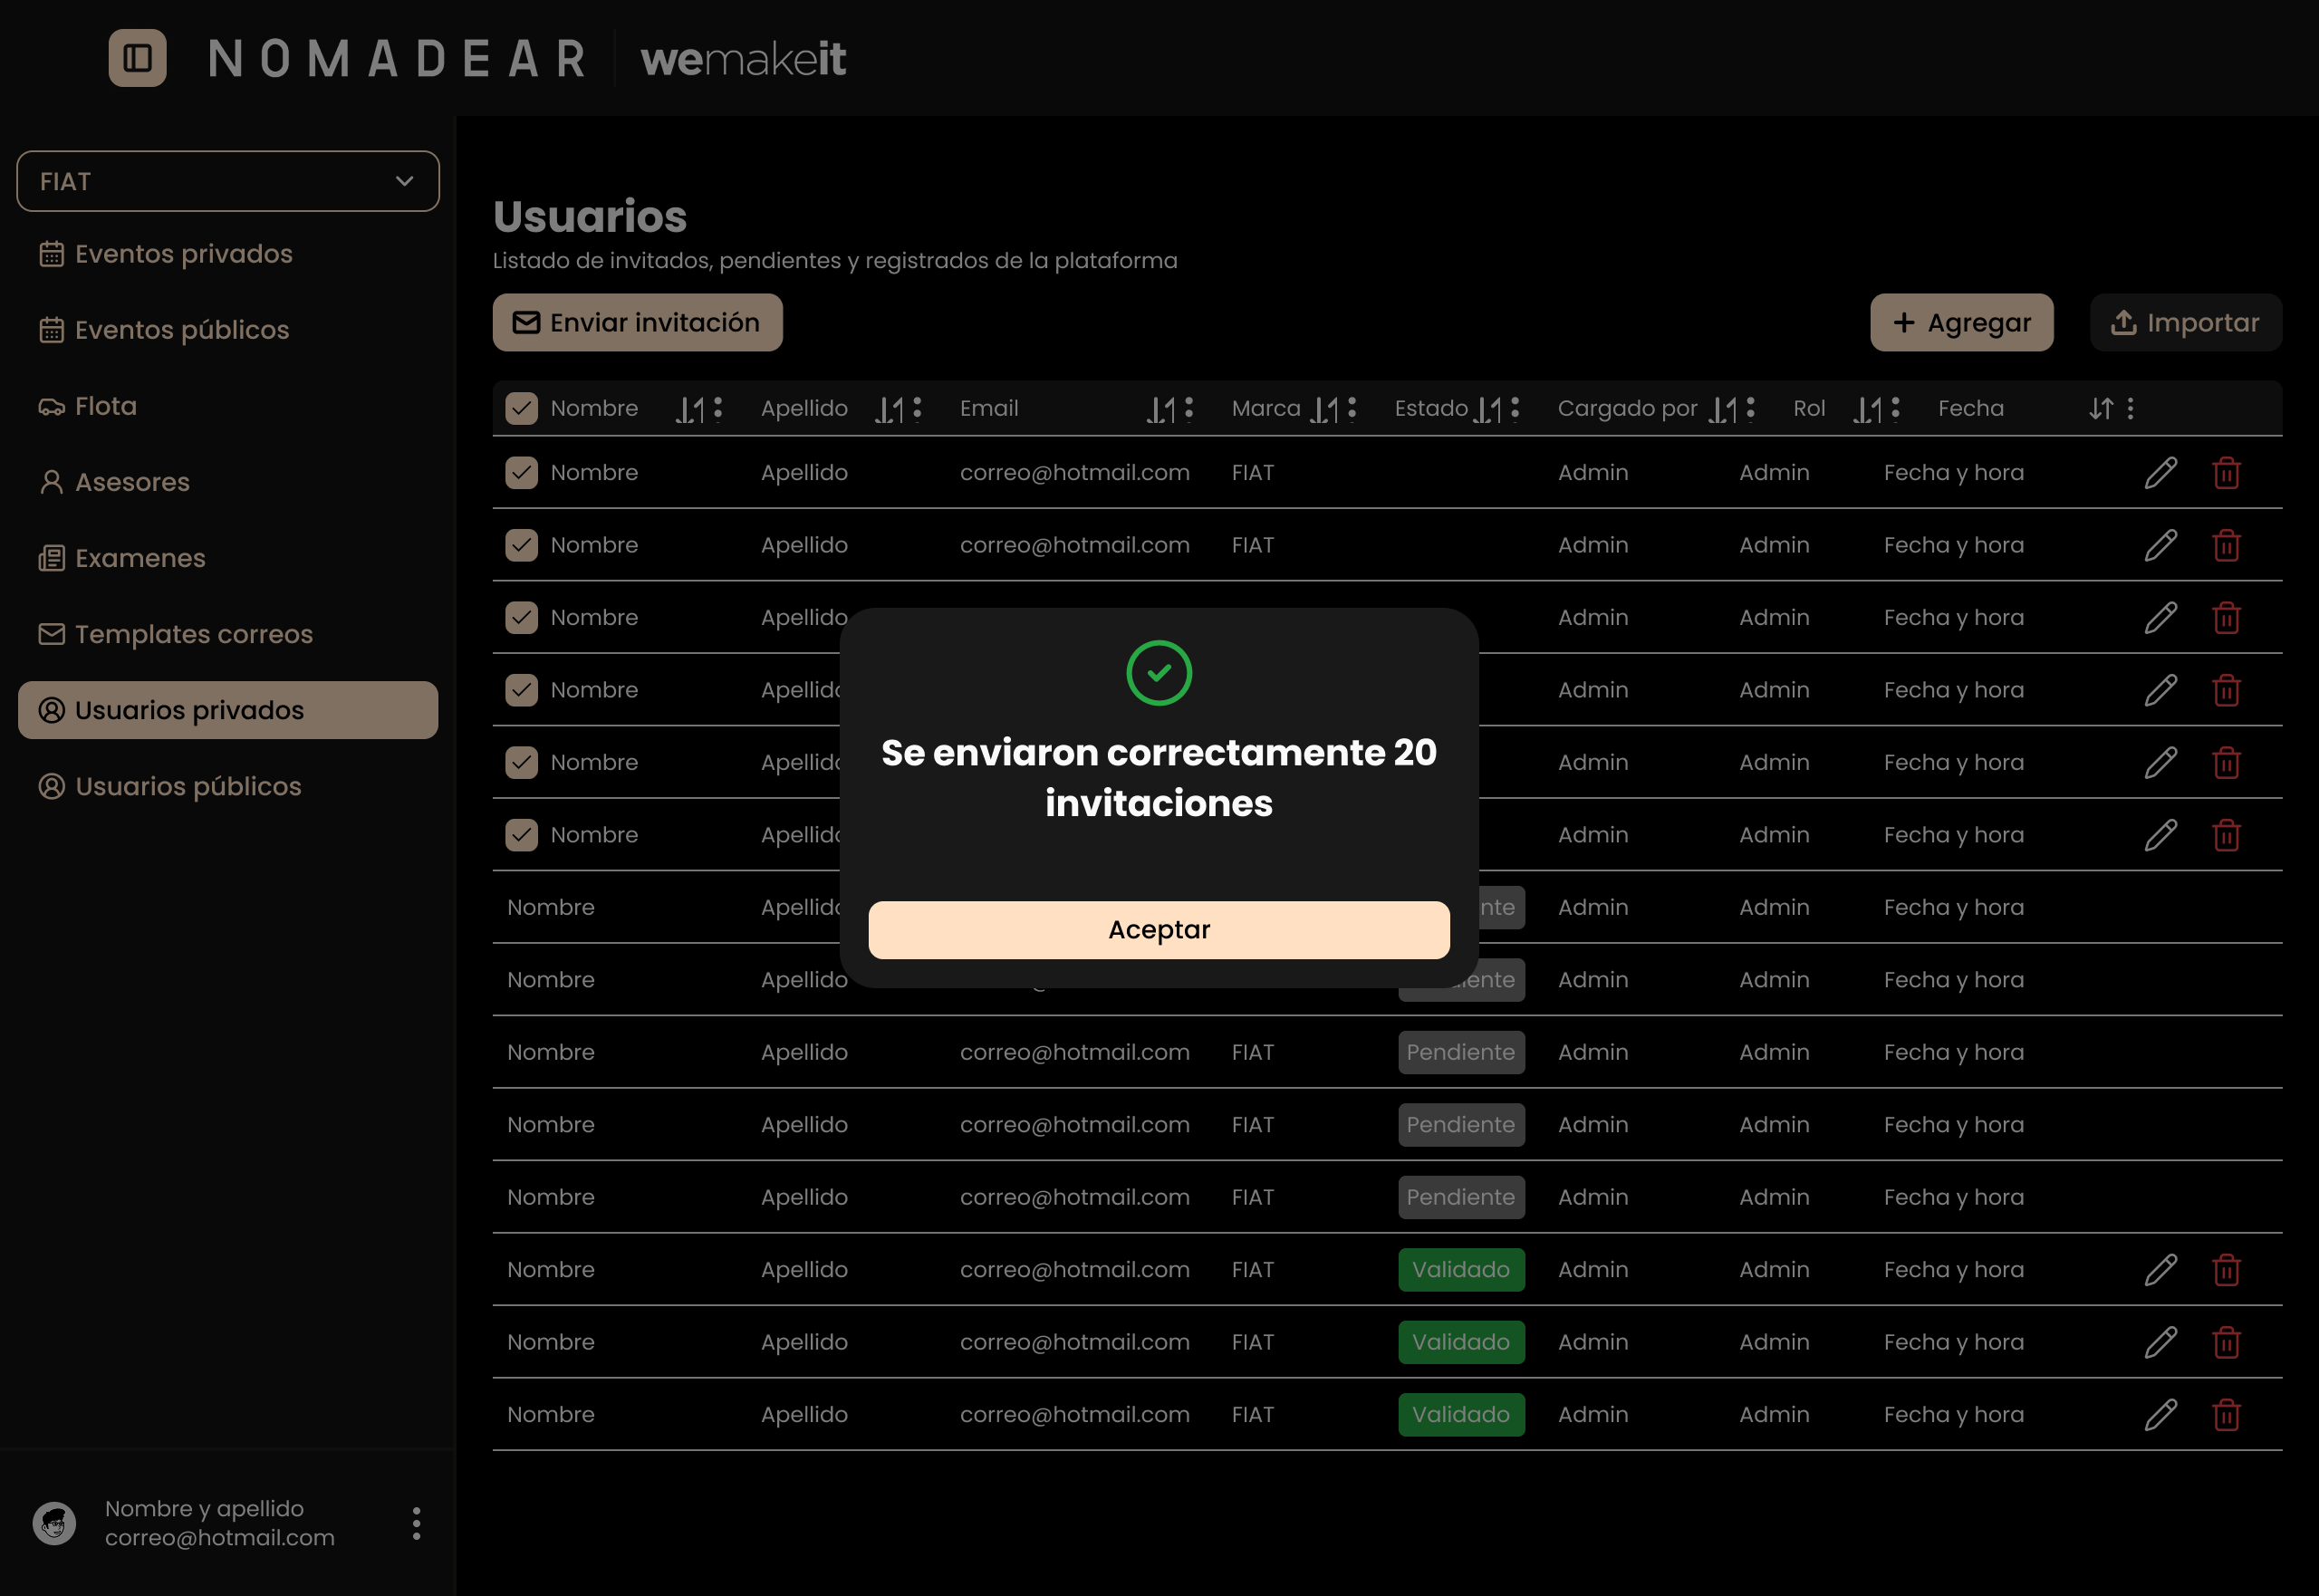 NOMADEAR wemakeit
FIAT
Eventos privados
Eventos públicos
Flota
Asesores
Examenes
Templates correos
Usuarios privados
Usuarios públicos
Nombre y apellido
correo@hotmail.com
Usuarios
Listado de invitados, pendientes y registrados de la plataforma
Enviar invitación Agregar Importar
Nombre Apellido Email Marca Estado Cargado por Rol Fecha
Nombre Apellido correo@hotmail.com FIAT Admin Admin Fecha y hora
Nombre Apellido correo@hotmail.com FIAT Admin Admin Fecha y hora
Nombre Apellido Admin Admin Fecha y hora
Nombre Admin Admin Fecha y hora
Nombre Admin Admin Fecha y hora
Nombre Admin Admin Fecha y hora
Nombre Admin Admin Fecha y hora
Nombre Apellido Admin Admin Fecha y hora
Nombre Apellido correo@hotmail.com FIAT Pendiente Admin Admin Fecha y hora
Nombre Apellido correo@hotmail.com FIAT Pendiente Admin Admin Fecha y hora
Nombre Apellido correo@hotmail.com FIAT Pendiente Admin Admin Fecha y hora
Nombre Apellido correo@hotmail.com FIAT Validado Admin Admin Fecha y hora
Nombre Apellido correo@hotmail.com FIAT Validado Admin Admin Fecha y hora
Nombre Apellido correo@hotmail.com FIAT Validado Admin Admin Fecha y hora
Se enviaron correctamente 20
invitaciones
Aceptar